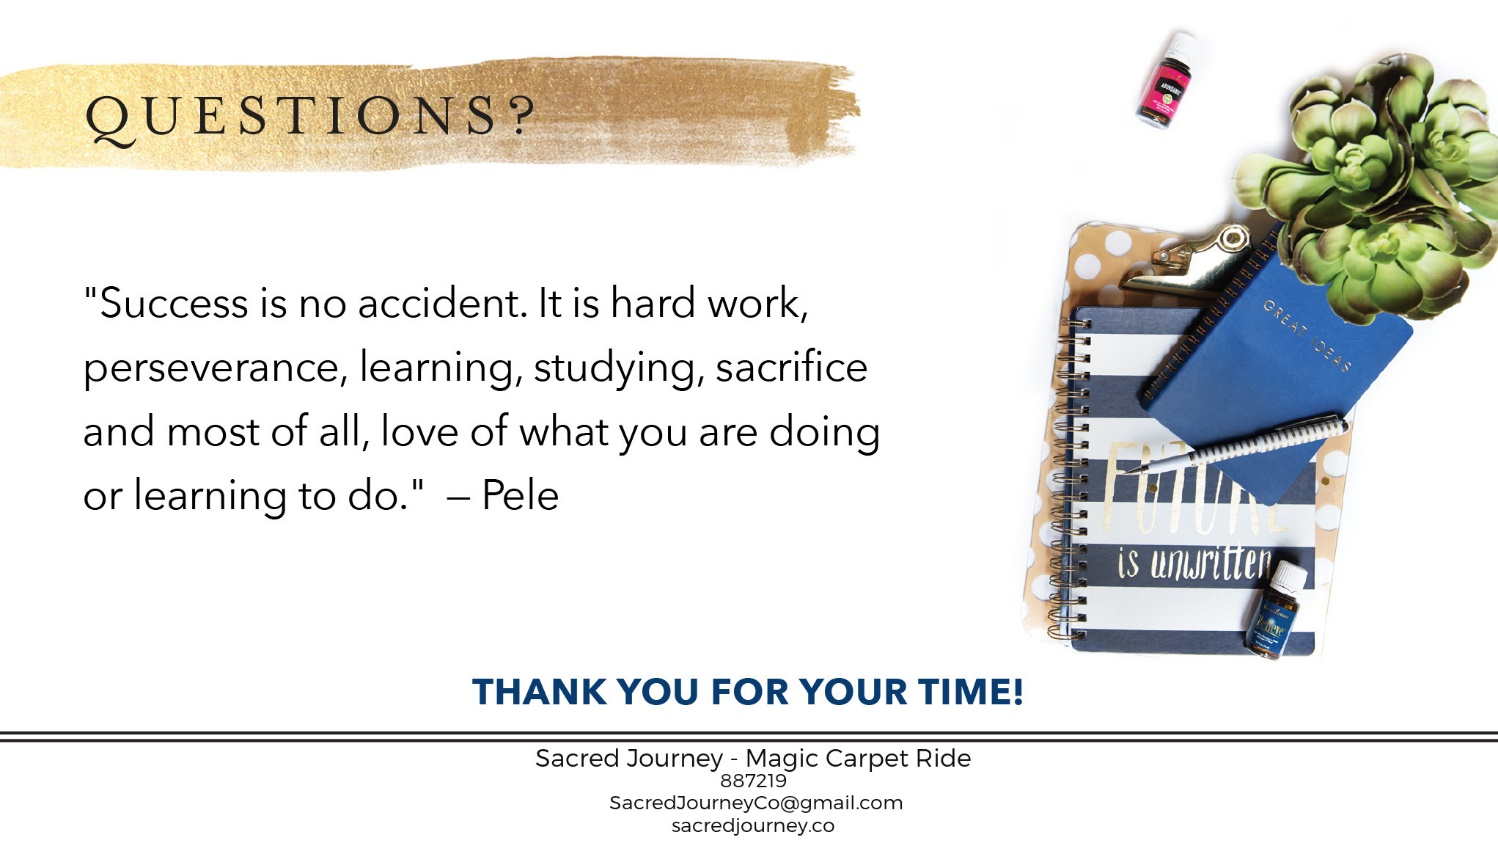 QUESTIONS?
"Success is no accident. It is hard work,
perseverance, learning, studying, sacrifice
and most of all, love of what you are doing
or learning to do."  – Pele
ABUNDANCE
GREAT IDEAS
FUTURE
is unwritten
Believe
THANK YOU FOR YOUR TIME!
Sacred Journey - Magic Carpet Ride
887219
SacredJourneyCo@gmail.com
sacredjourney.co